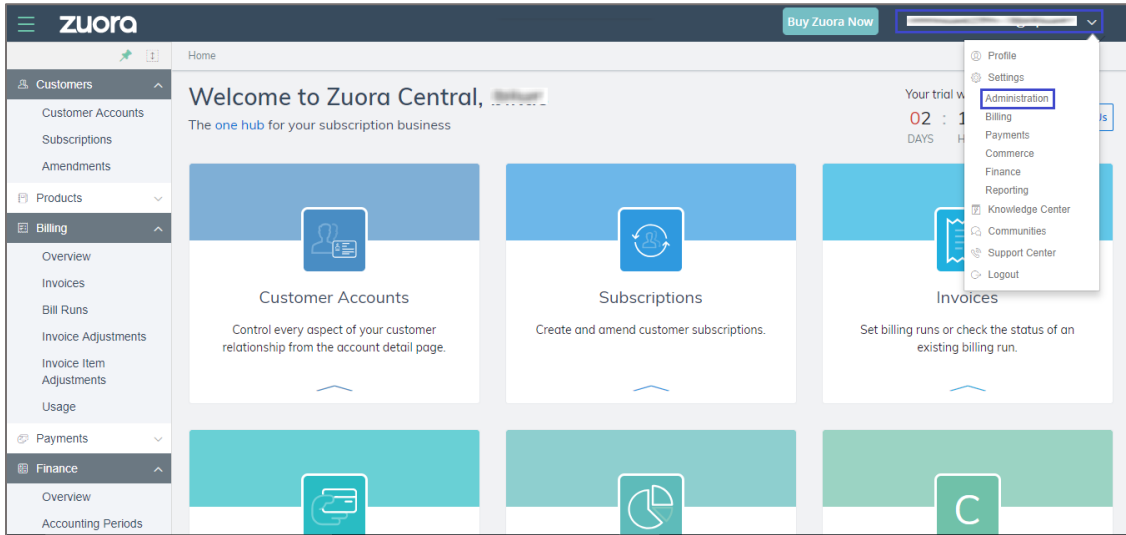 zuora
Buy Zuora Now
Home
Customers
Customer Accounts
Subscriptions
Amendments
Products
Billing
Overview
Invoices
Bill Runs
Invoice Adjustments
Invoice Item
Adjustments
Usage
Payments
Finance
Overview
Accounting Periods
Welcome to Zuora Central,
The one hub for your subscription business
Your trial
02 :
DAYS
Profile
Settings
Administration
Billing
Payments
Commerce
Finance
Reporting
Knowledge Center
Communities
Support Center
Logout
Customer Accounts
Control every aspect of your customer
relationship from the account detail page.
Subscriptions
Create and amend customer subscriptions.
Invoices
Set billing runs or check the status of an
existing billing run.
C